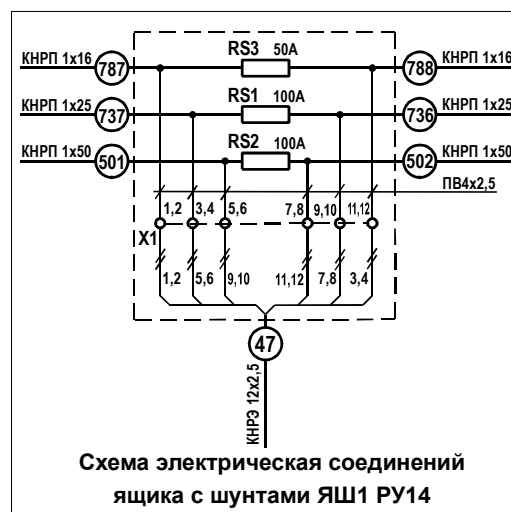 RS3 50А
КНРП 1х16 787 788 КНРП 1х16
RS1 100А
КНРП 1х25 737 736 КНРП 1х25
RS2 100А
КНРП 1х50 501 502 КНРП 1х50
ПВ4х2,5
1,2 3,4 5,6 7,8 9,10 11,12
X1
1,2 5,6 9,10 11,12 7,8 3,4
47
КНРЭ 12х2,5
Схема электрическая соединений
ящика с шунтами ЯШ1 РУ14